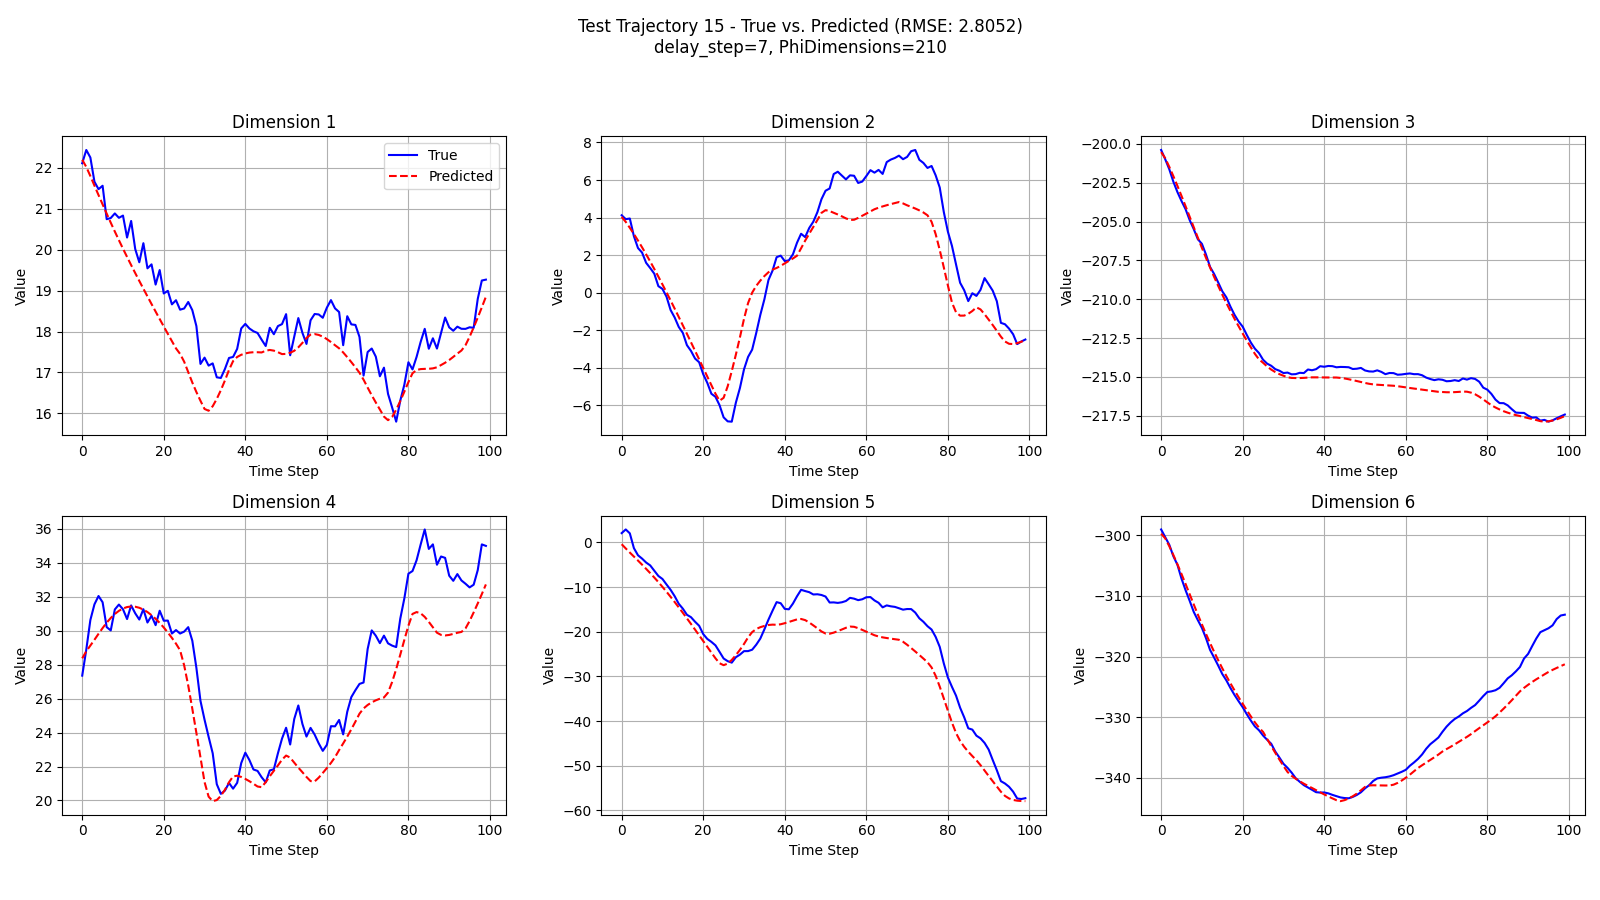 Test Trajectory 15 - True vs. Predicted (RMSE: 2.8052)
delay_step=7, PhiDimensions=210
Dimension 1
True
Predicted
22
21
20
19
18
17
16
Value
0 20 40 60 80 100
Time Step
Dimension 2
8
6
4
2
0
−2
−4
−6
Value
0 20 40 60 80 100
Time Step
Dimension 3
−200.0
−202.5
−205.0
−207.5
−210.0
−212.5
−215.0
−217.5
Value
0 20 40 60 80 100
Time Step
Dimension 4
36
34
32
30
28
26
24
22
20
Value
0 20 40 60 80 100
Time Step
Dimension 5
0
−10
−20
−30
−40
−50
−60
Value
0 20 40 60 80 100
Time Step
Dimension 6
−300
−310
−320
−330
−340
Value
0 20 40 60 80 100
Time Step